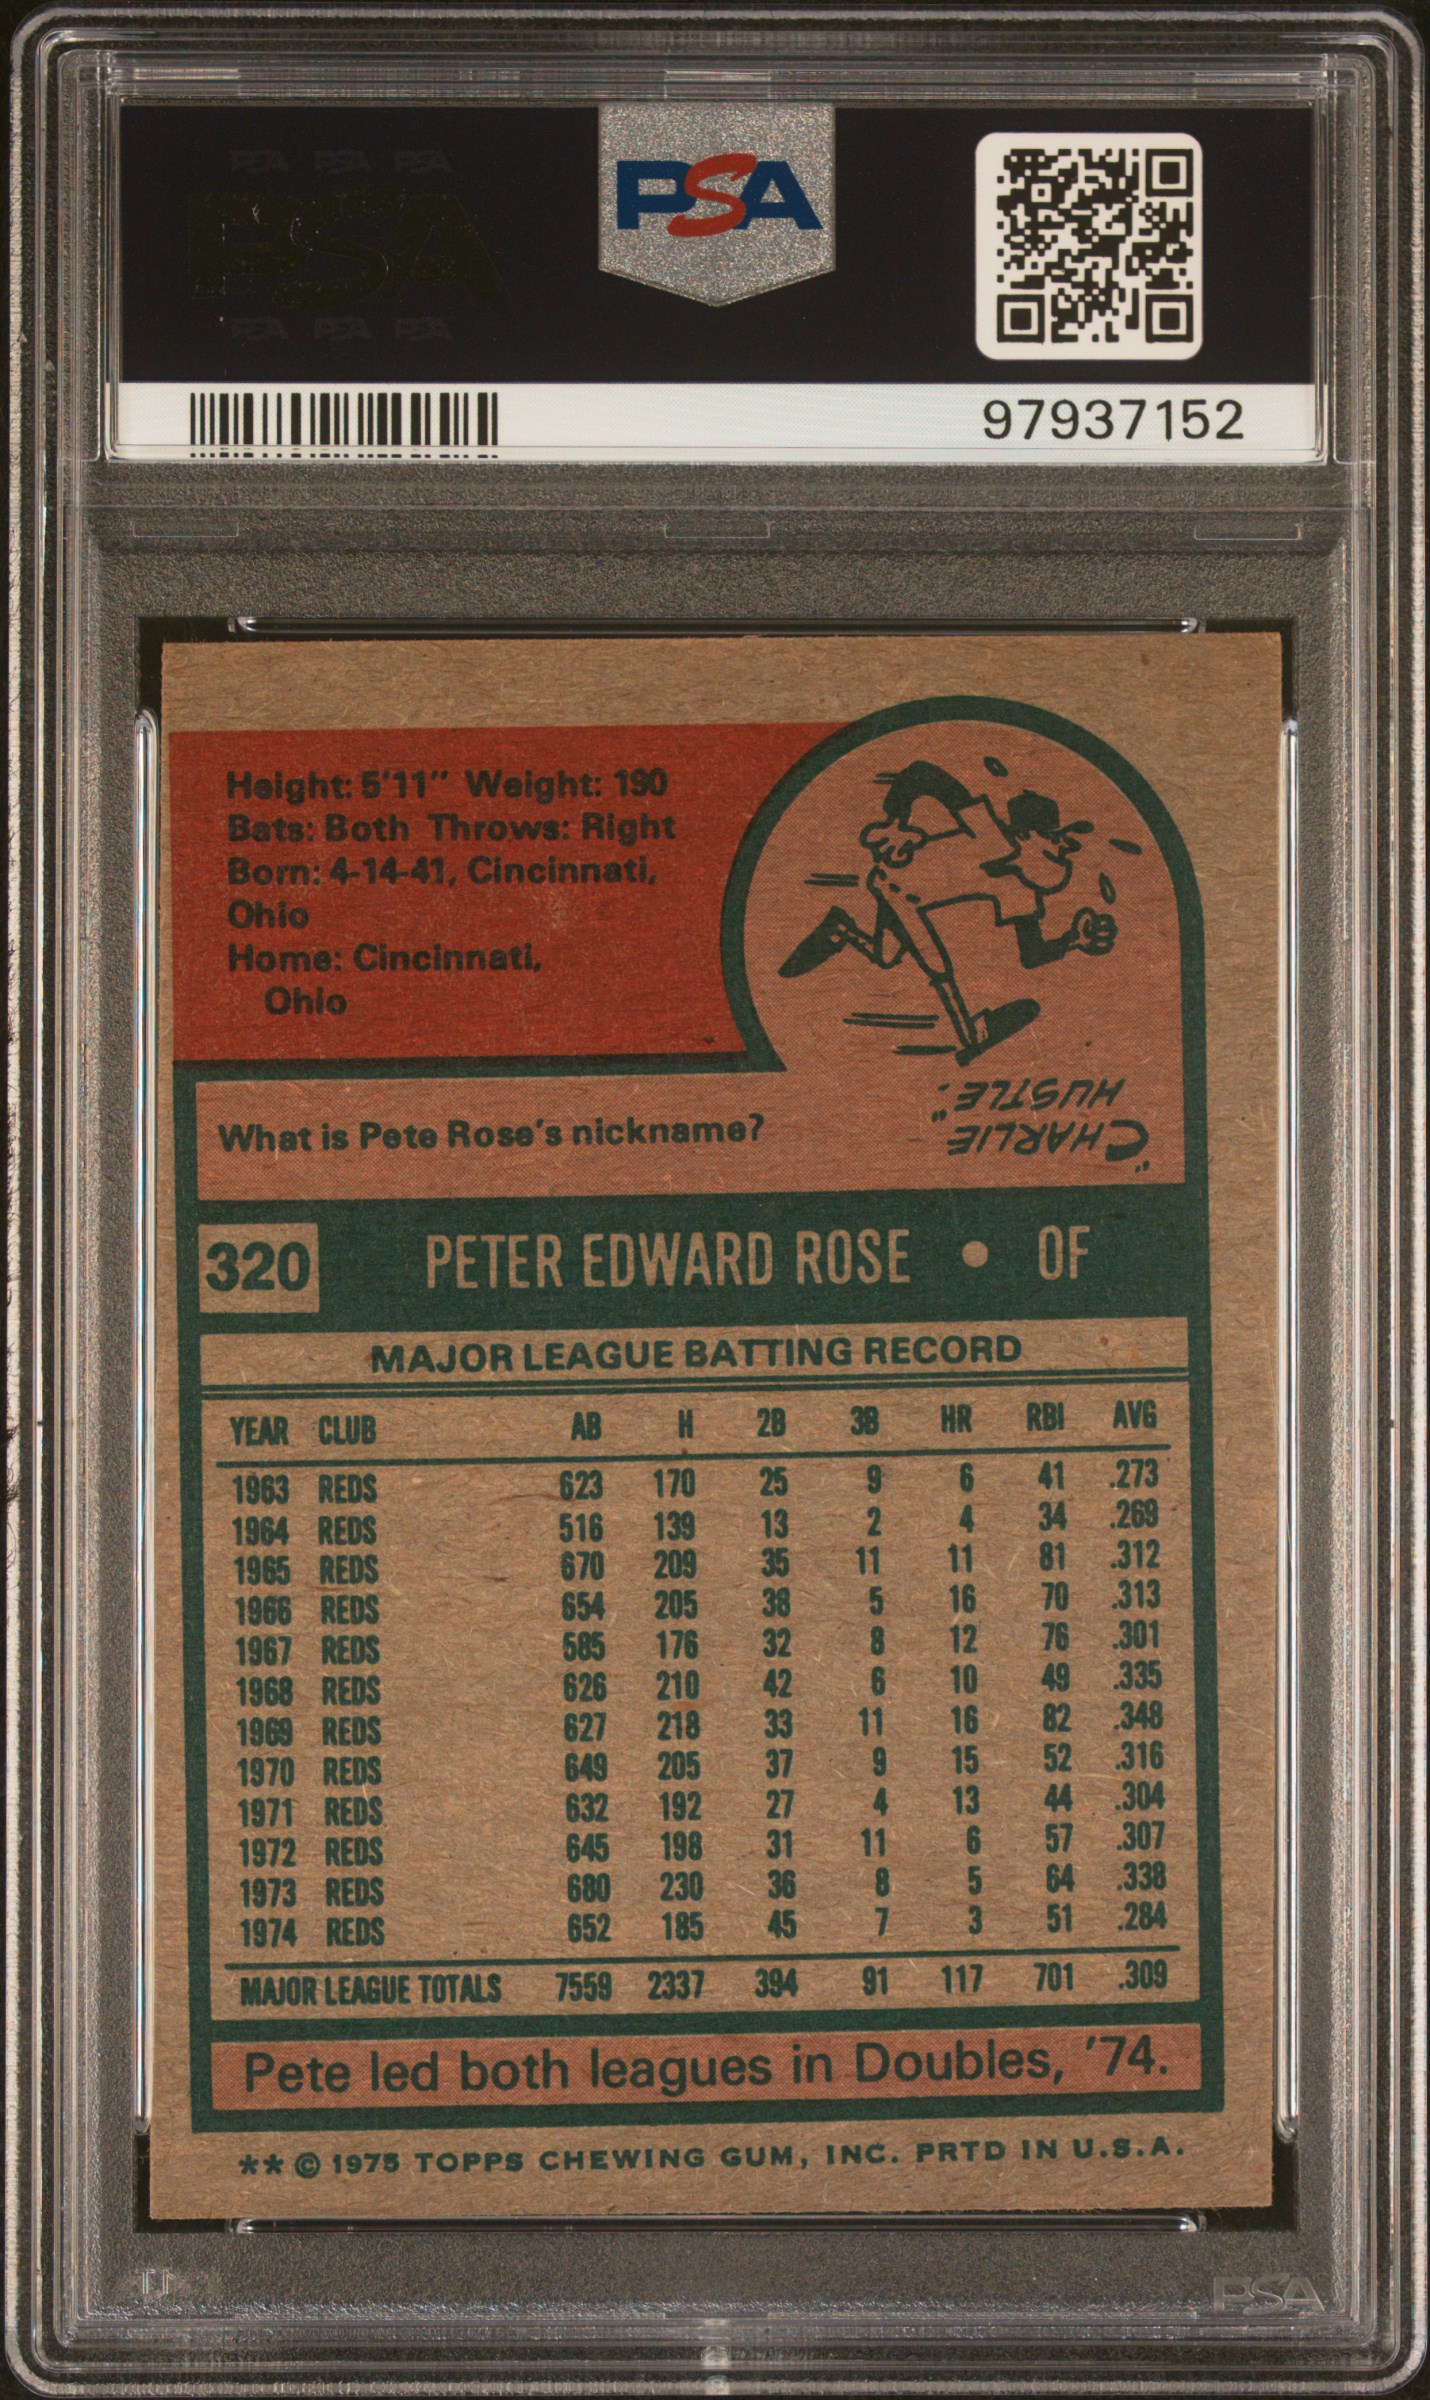 PSA PSA PSA
PSA
PSA PSA PSA
PSA
97937152
Height: 5'11" Weight: 190
Bats: Both Throws: Right
Born: 4-14-41, Cincinnati,
Ohio
Home: Cincinnati,
Ohio
What is Pete Rose's nickname?
"CHARLIE
HUSTLE."
320 PETER EDWARD ROSE • OF
MAJOR LEAGUE BATTING RECORD
YEAR CLUB AB H 2B 3B HR RBI AVG
1963 REDS 623 170 25 9 6 41 .273
1964 REDS 516 139 13 2 4 34 .269
1965 REDS 670 209 35 11 11 81 .312
1966 REDS 654 205 38 5 16 70 .313
1967 REDS 585 176 32 8 12 76 .301
1968 REDS 626 210 42 6 10 49 .335
1969 REDS 627 218 33 11 16 82 .348
1970 REDS 649 205 37 9 15 52 .316
1971 REDS 632 192 27 4 13 44 .304
1972 REDS 645 198 31 11 6 57 .307
1973 REDS 680 230 36 8 5 64 .338
1974 REDS 652 185 45 7 3 51 .284
MAJOR LEAGUE TOTALS 7559 2337 394 91 117 701 .309
Pete led both leagues in Doubles, '74.
** © 1975 TOPPS CHEWING GUM, INC. PRTD IN U.S.A.
PSA